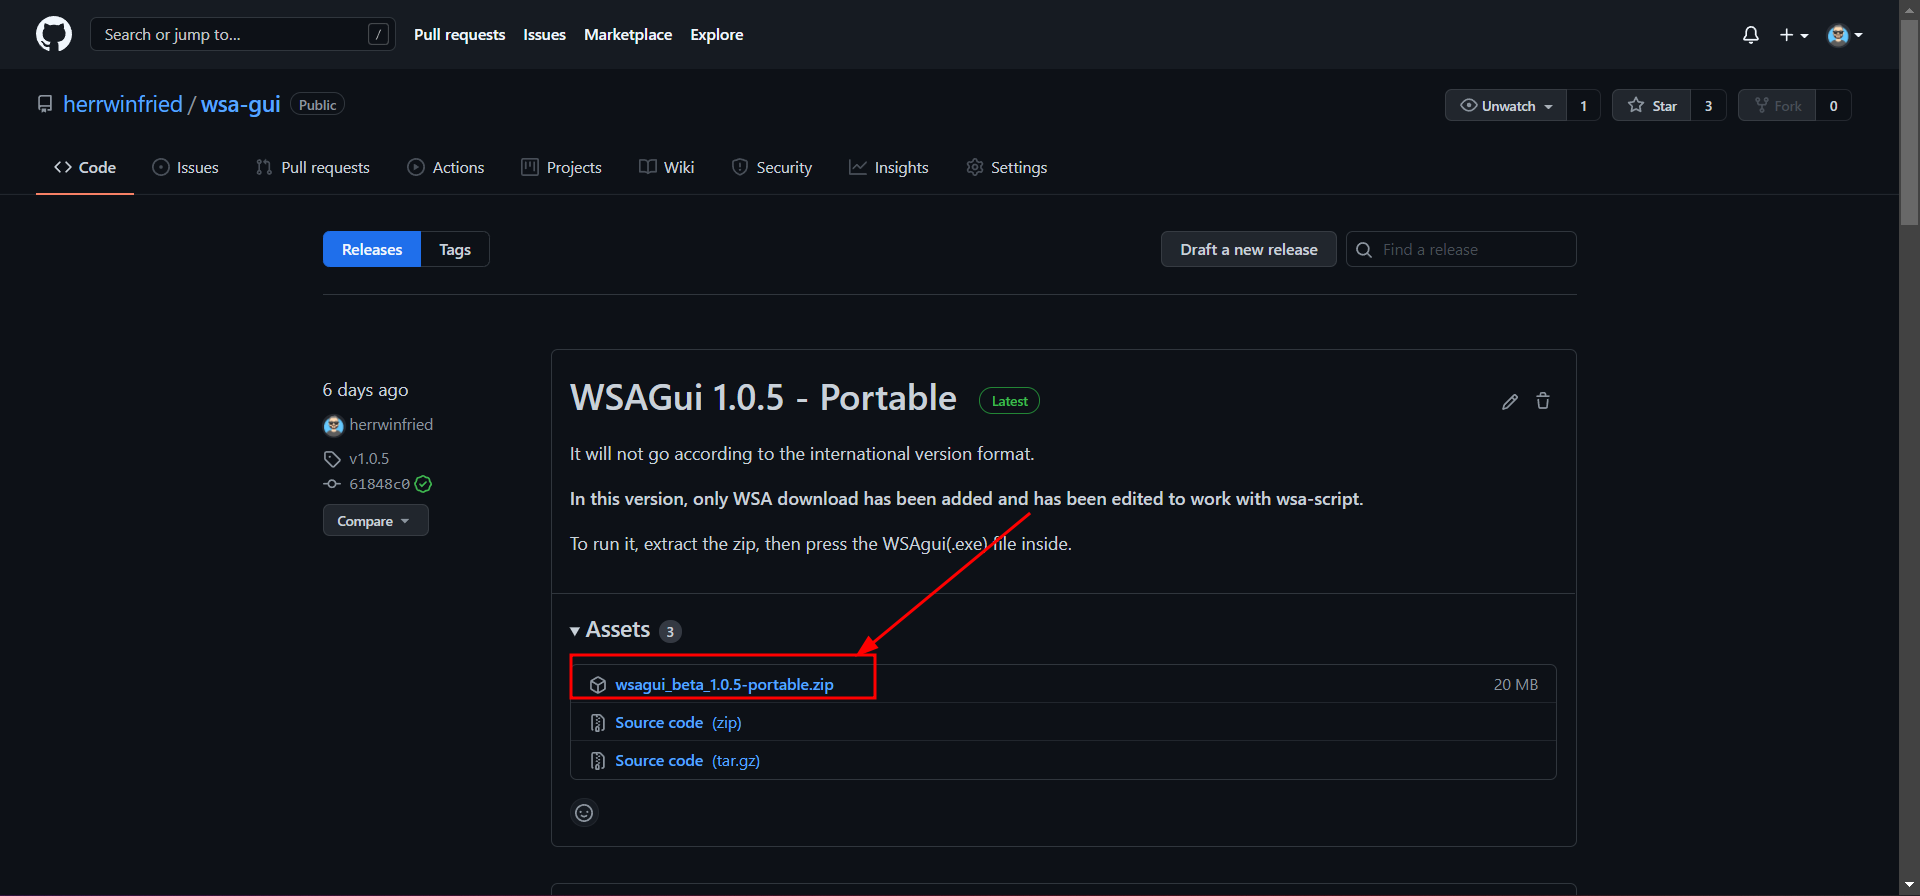 Search or jump to... / Pull requests Issues Marketplace Explore
herrwinfried / wsa-gui Public Unwatch 1 Star 3 Fork 0
Code Issues Pull requests Actions Projects Wiki Security Insights Settings
Releases Tags Draft a new release Find a release
6 days ago
herrwinfried
v1.0.5
61848c0
Compare
WSAGui 1.0.5 - Portable Latest
It will not go according to the international version format.
In this version, only WSA download has been added and has been edited to work with wsa-script.
To run it, extract the zip, then press the WSAgui(.exe) file inside.
Assets 3
wsagui_beta_1.0.5-portable.zip 20 MB
Source code (zip)
Source code (tar.gz)